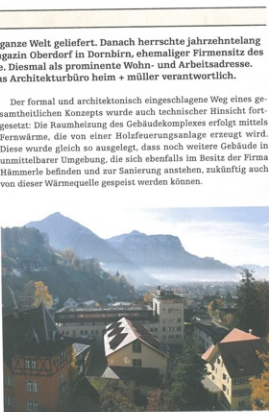 ganze Welt geliefert. Danach herrschte jahrzehntelang
gazin Oberdorf in Dornbirn, ehemaliger Firmensitz des
e. Diesmal als prominente Wohn- und Arbeitsadresse.
as Architekturbüro heim + müller verantwortlich.
Der formal und architektonisch eingeschlagene Weg eines ge-
samtheitlichen Konzepts wurde auch technischer Hinsicht fort-
gesetzt: Die Raumheizung des Gebäudekomplexes erfolgt mittels
Fernwärme, die von einer Holzfeuerungsanlage erzeugt wird.
Diese wurde gleich so ausgelegt, dass noch weitere Gebäude in
unmittelbarer Umgebung, die sich ebenfalls im Besitz der Firma
Hämmerle befinden und zur Sanierung anstehen, zukünftig auch
von dieser Wärmequelle gespeist werden können.